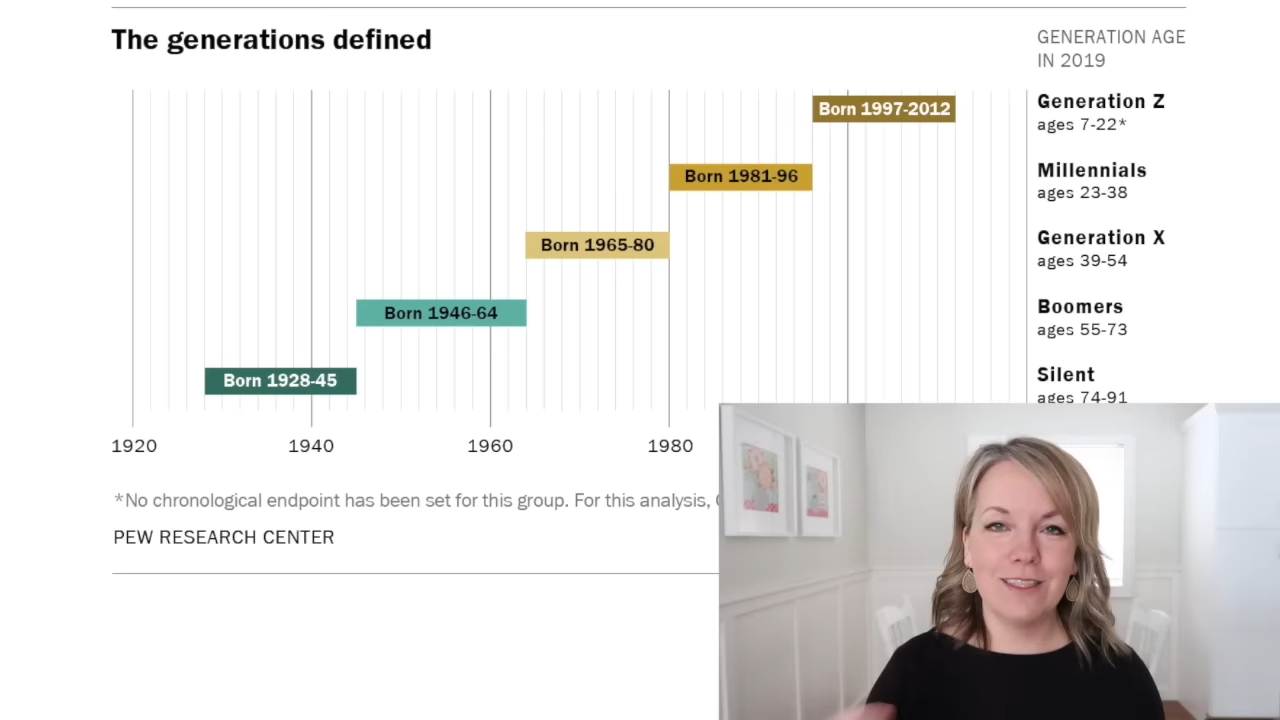 The generations defined
GENERATION AGE
IN 2019
Born 1997-2012
Generation Z
ages 7-22*
Born 1981-96
Millennials
ages 23-38
Born 1965-80
Generation X
ages 39-54
Born 1946-64
Boomers
ages 55-73
Born 1928-45
Silent
ages 74-91
1920
1940
1960
1980
*No chronological endpoint has been set for this group. For this analysis,
PEW RESEARCH CENTER